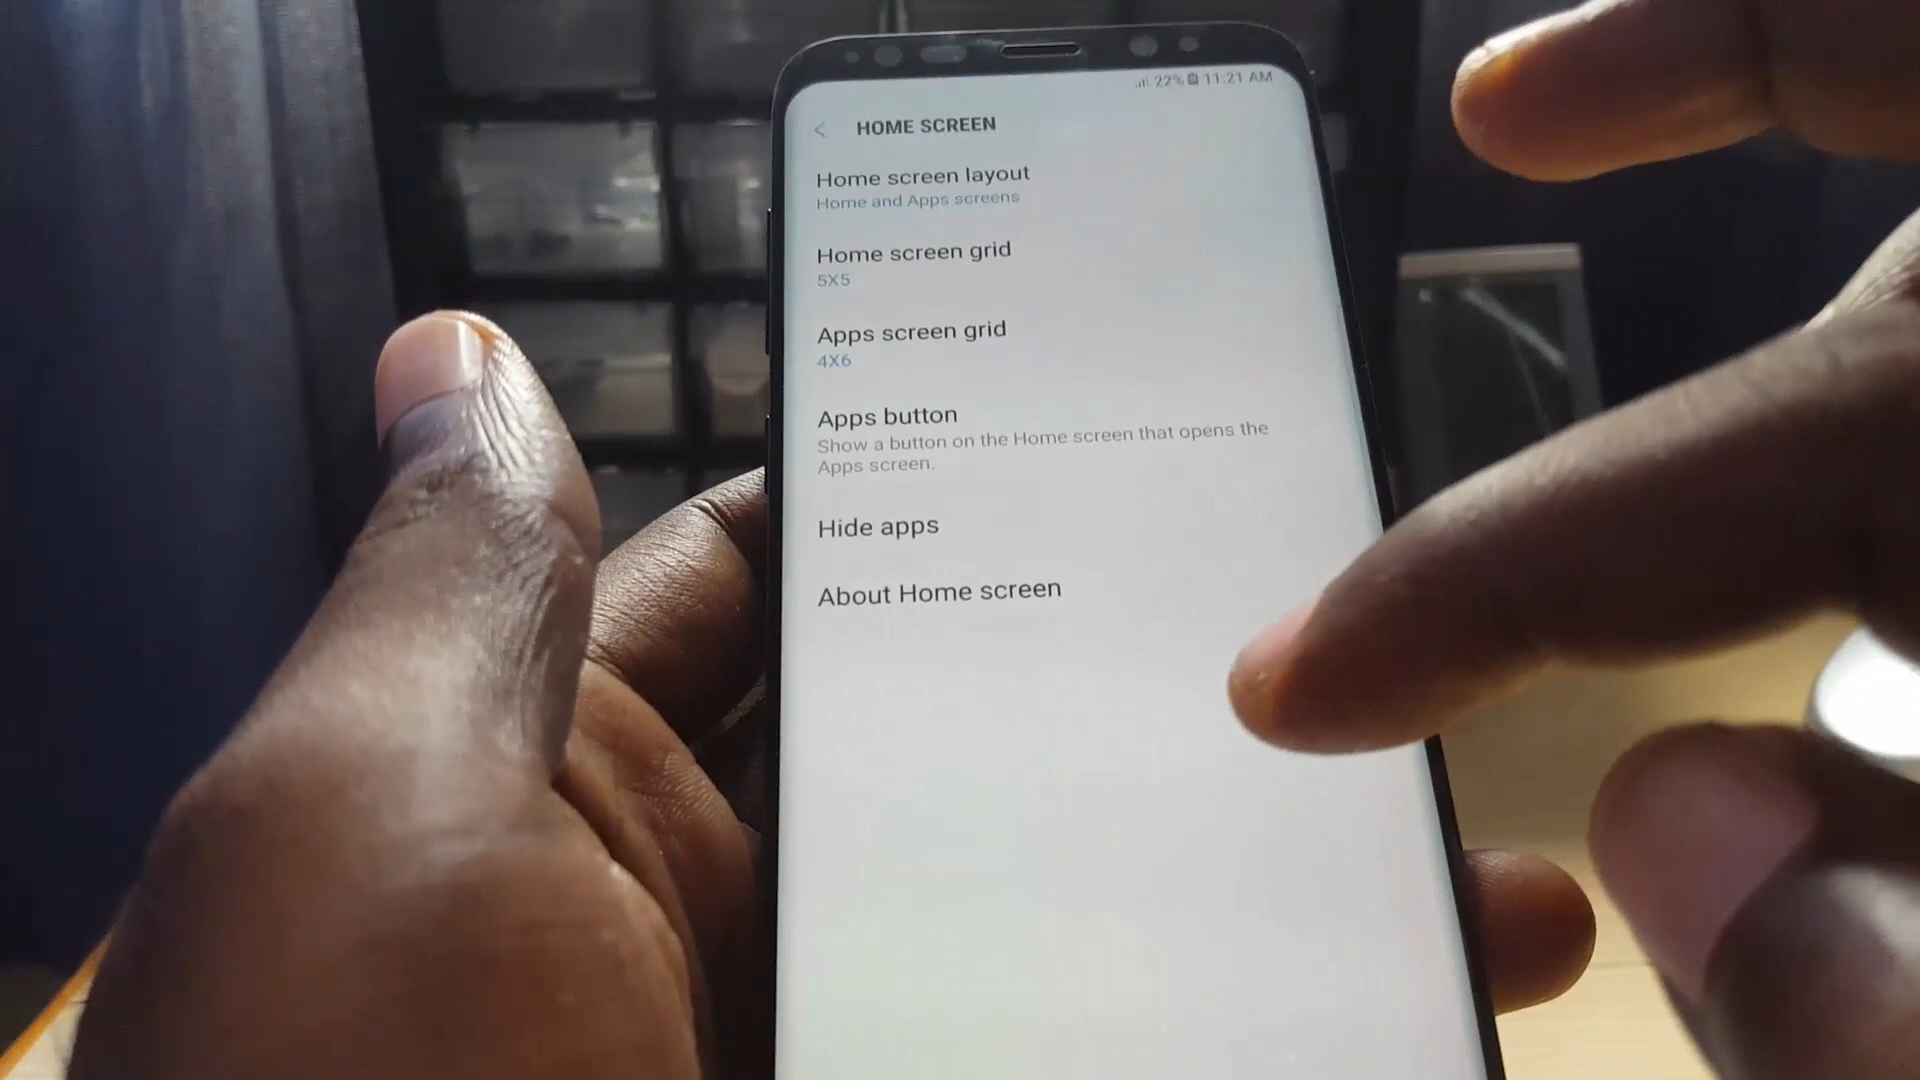 22% 11:21 AM
HOME SCREEN
Home screen layout
Home and Apps screens
Home screen grid
5X5
Apps screen grid
4X6
Apps button
Show a button on the Home screen that opens the
Apps screen.
Hide apps
About Home screen